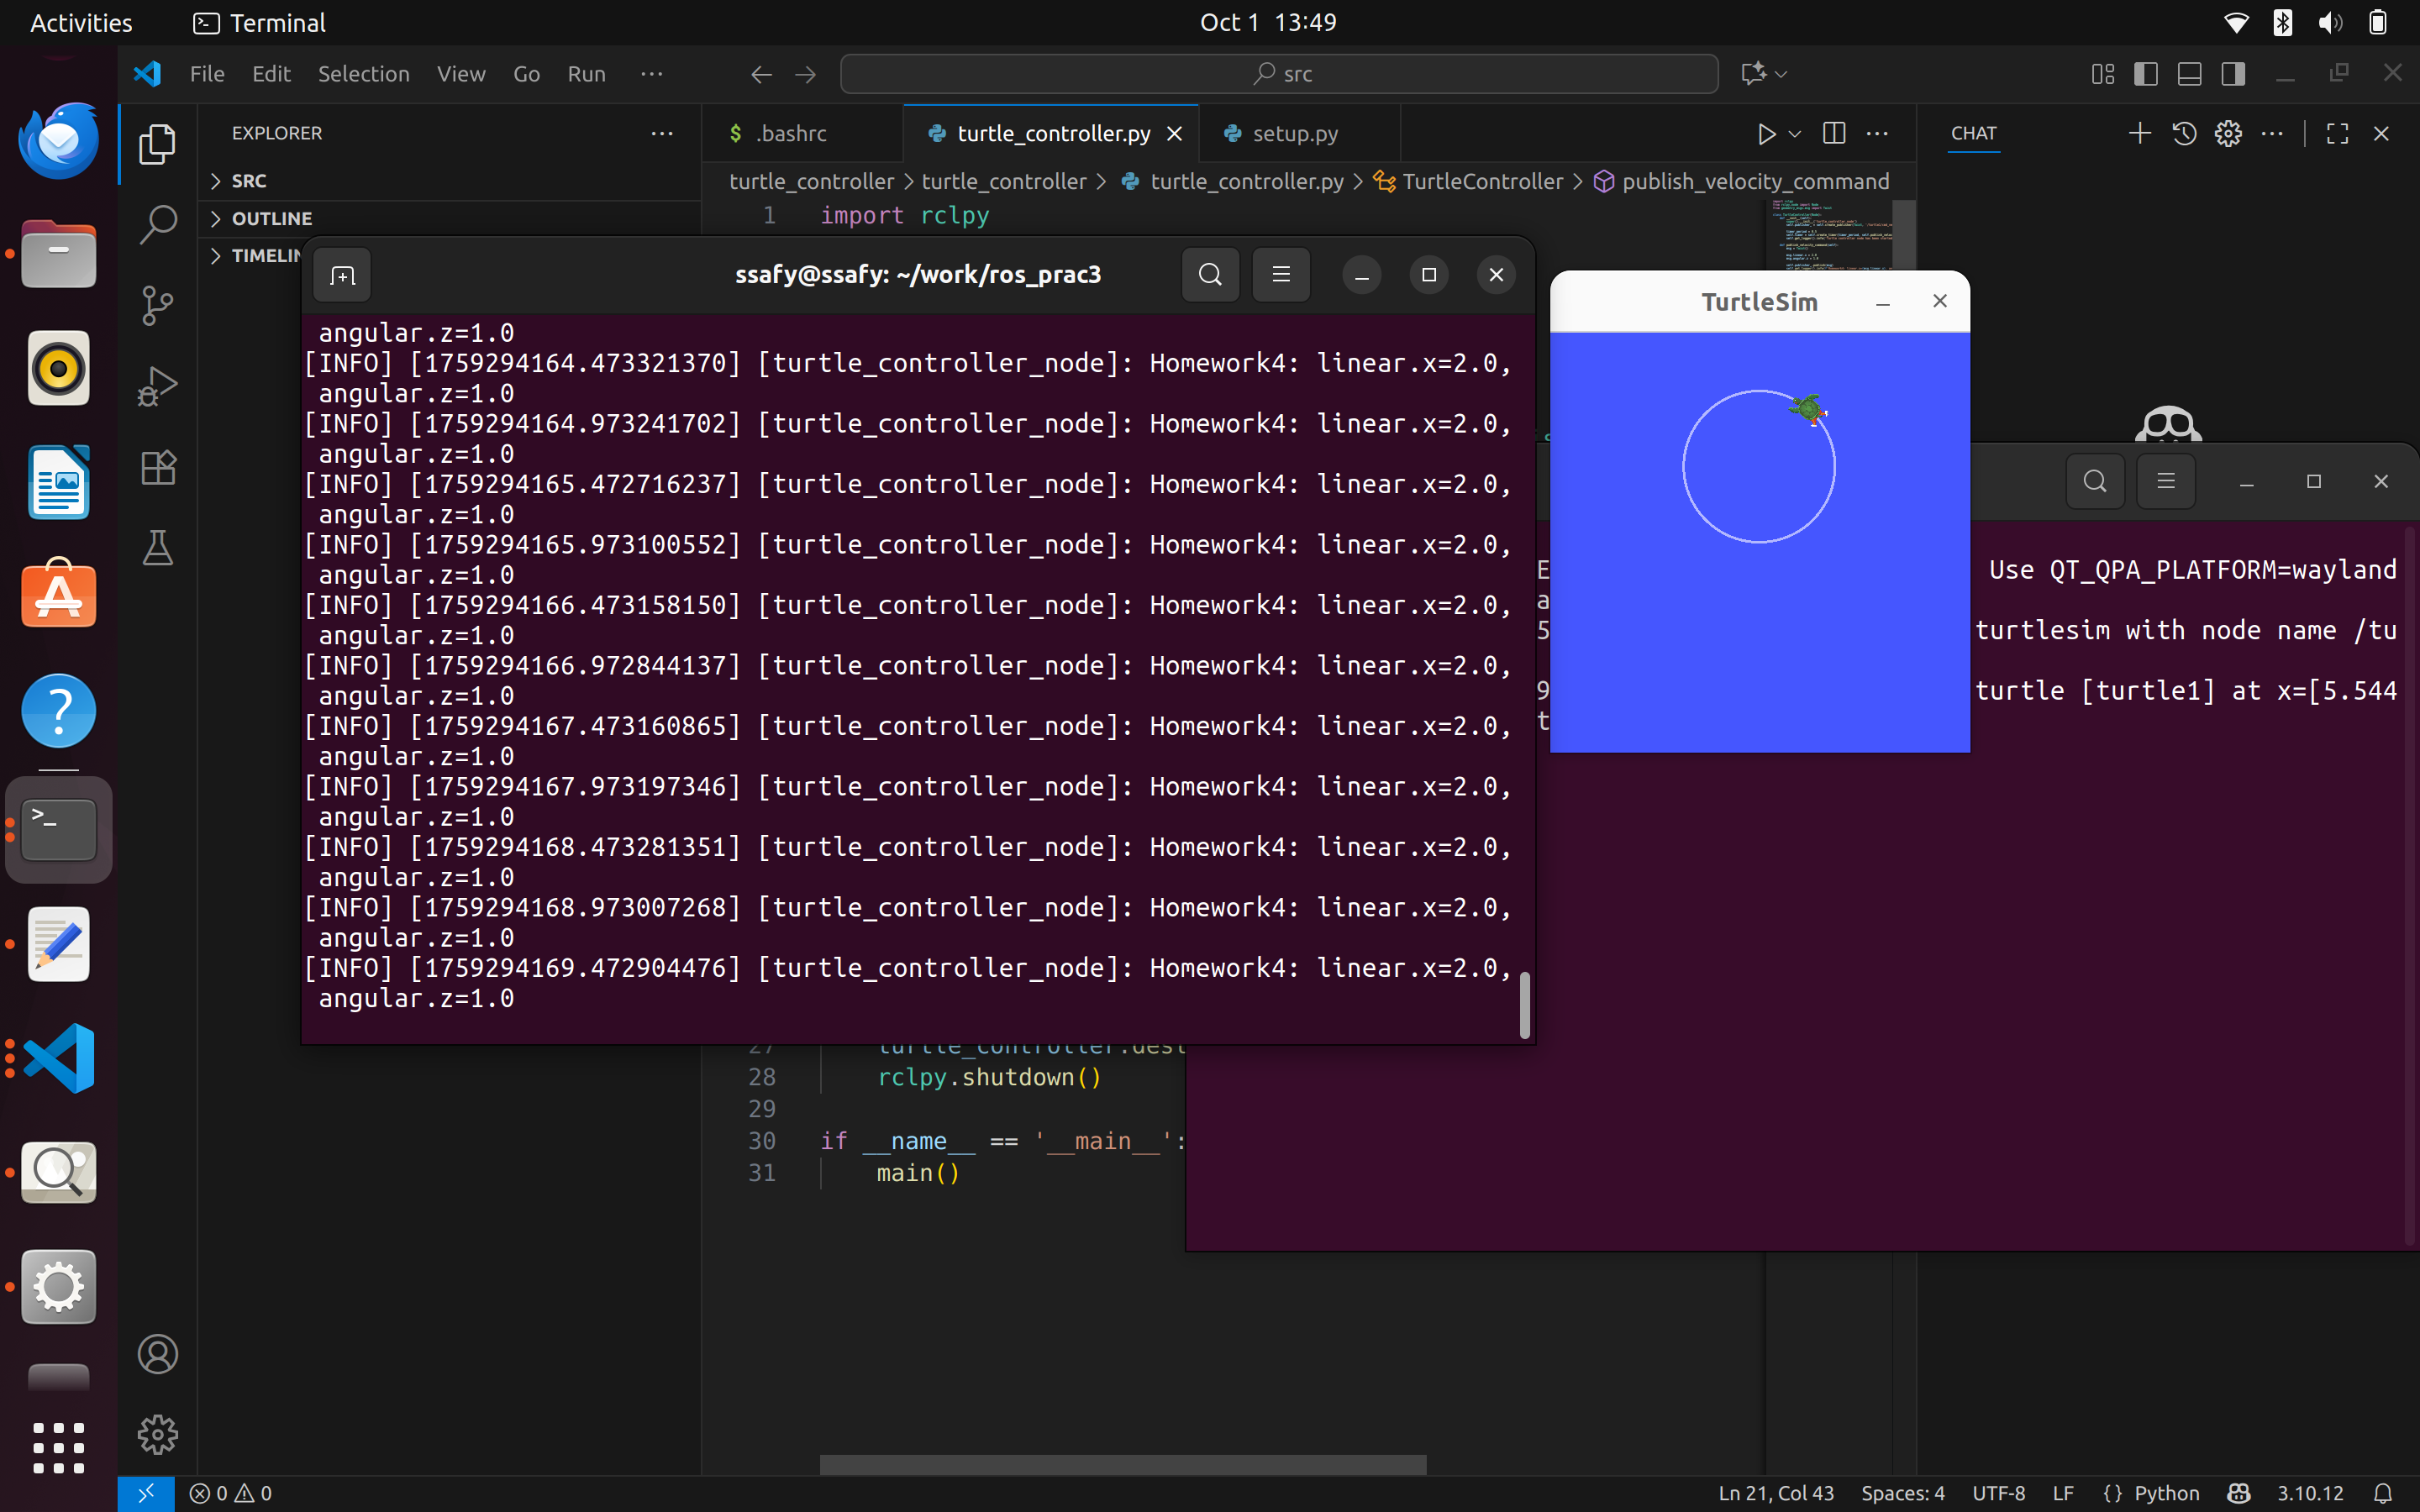 Activities
Terminal
Oct 1 13:49
File Edit Selection View Go Run
src
EXPLORER
SRC
OUTLINE
.bashrc
turtle_controller.py
setup.py
CHAT
turtle_controller > turtle_controller > turtle_controller.py > TurtleController > publish_velocity_command
1 import rclpy
ssafy@ssafy: ~/work/ros_prac3
angular.z=1.0
[INFO] [1759294164.473321370] [turtle_controller_node]: Homework4: linear.x=2.0,
angular.z=1.0
[INFO] [1759294164.973241702] [turtle_controller_node]: Homework4: linear.x=2.0,
angular.z=1.0
[INFO] [1759294165.472716237] [turtle_controller_node]: Homework4: linear.x=2.0,
angular.z=1.0
[INFO] [1759294165.973100552] [turtle_controller_node]: Homework4: linear.x=2.0,
angular.z=1.0
[INFO] [1759294166.473158150] [turtle_controller_node]: Homework4: linear.x=2.0,
angular.z=1.0
[INFO] [1759294166.972844137] [turtle_controller_node]: Homework4: linear.x=2.0,
angular.z=1.0
[INFO] [1759294167.473160865] [turtle_controller_node]: Homework4: linear.x=2.0,
angular.z=1.0
[INFO] [1759294167.973197346] [turtle_controller_node]: Homework4: linear.x=2.0,
angular.z=1.0
[INFO] [1759294168.473281351] [turtle_controller_node]: Homework4: linear.x=2.0,
angular.z=1.0
[INFO] [1759294168.973007268] [turtle_controller_node]: Homework4: linear.x=2.0,
angular.z=1.0
[INFO] [1759294169.472904476] [turtle_controller_node]: Homework4: linear.x=2.0,
angular.z=1.0
TurtleSim
Use QT_QPA_PLATFORM=wayland
turtlesim with node name /tu
turtle [turtle1] at x=[5.544
28 rclpy.shutdown()
29
30 if __name__ == '__main__':
31 main()
0 0
Ln 21, Col 43
Spaces: 4
UTF-8
LF
{} Python
3.10.12